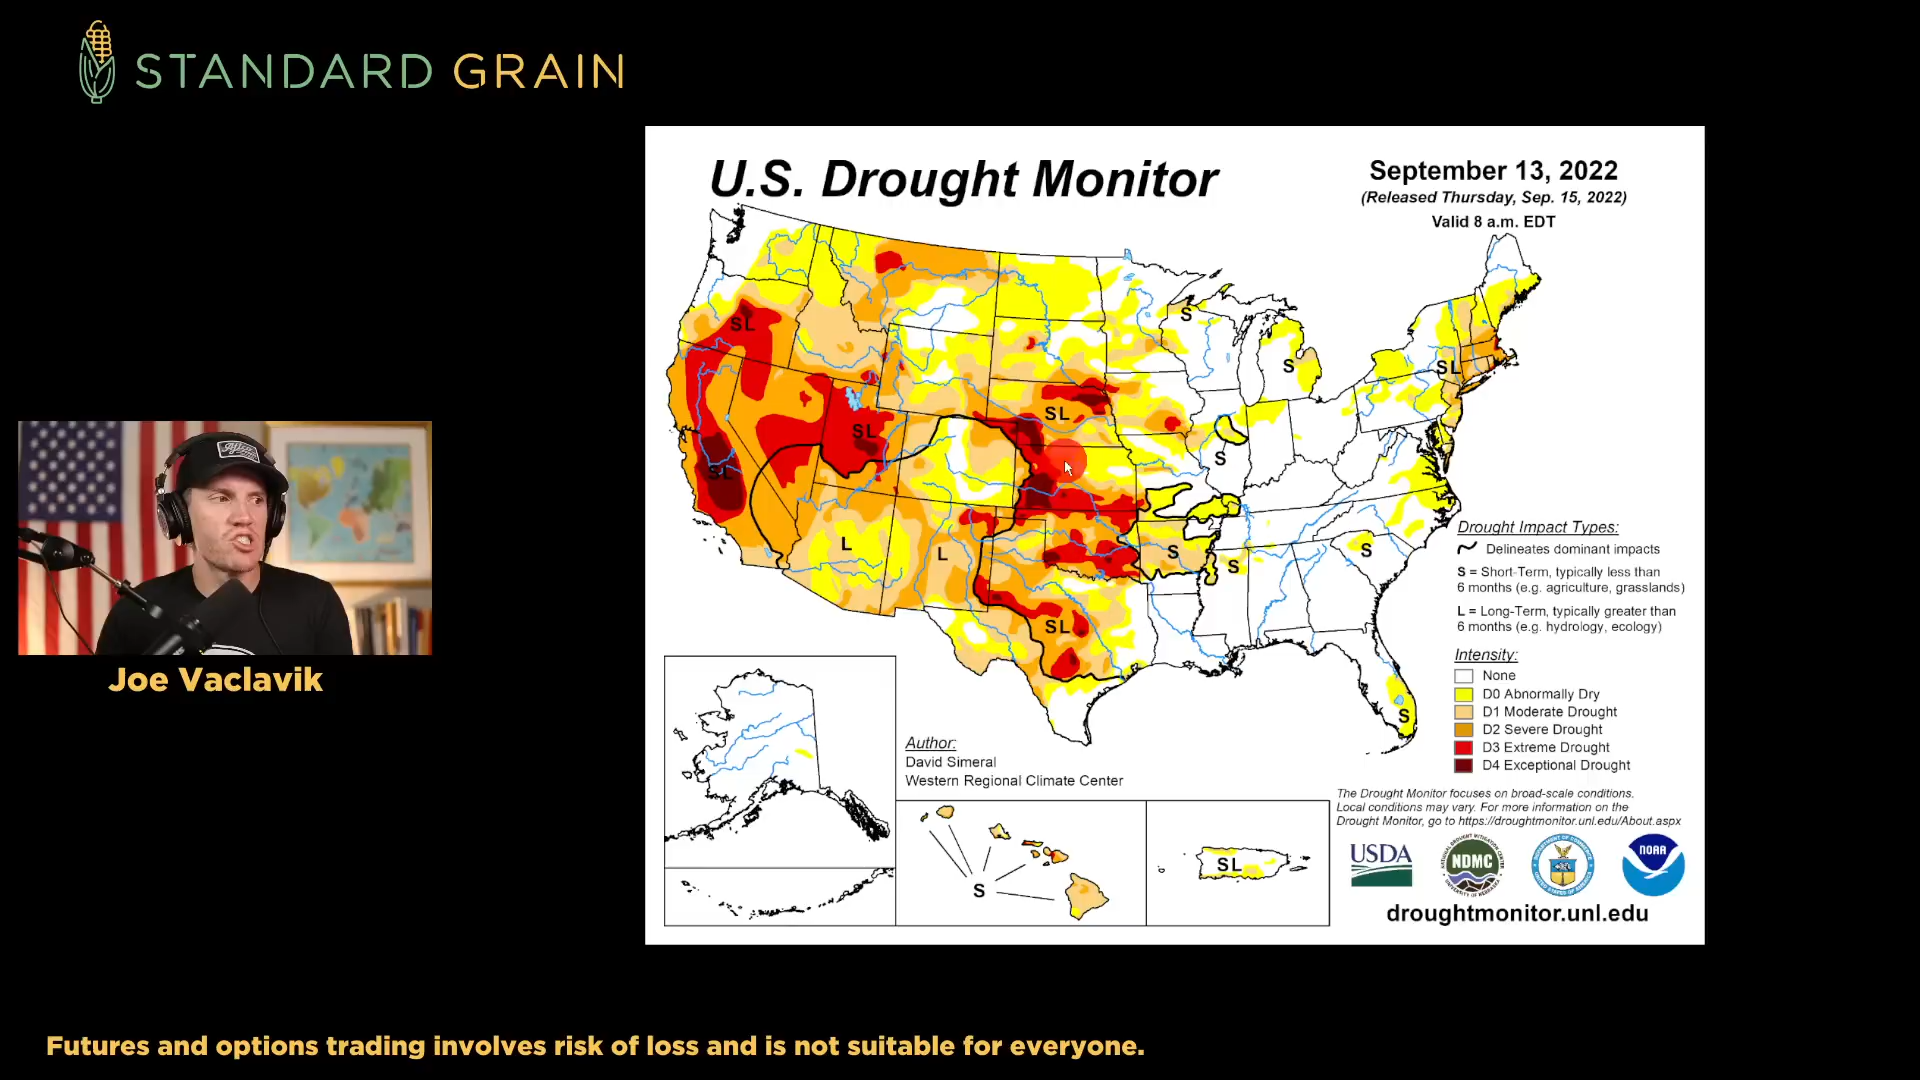 STANDARD GRAIN
U.S. Drought Monitor
September 13, 2022
(Released Thursday, Sep. 15, 2022)
Valid 8 a.m. EDT
SL
S
S
SL
SL
SL
S
SL
L
L
S
S
S
SL
S
Drought Impact Types:
Delineates dominant impacts
S = Short-Term, typically less than
6 months (e.g. agriculture, grasslands)
L = Long-Term, typically greater than
6 months (e.g. hydrology, ecology)
Intensity:
None
D0 Abnormally Dry
D1 Moderate Drought
D2 Severe Drought
D3 Extreme Drought
D4 Exceptional Drought
Joe Vaclavik
Author:
David Simeral
Western Regional Climate Center
S
SL
The Drought Monitor focuses on broad-scale conditions.
Local conditions may vary. For more information on the
Drought Monitor, go to https://droughtmonitor.unl.edu/About.aspx
USDA
NDMC
NOAA
droughtmonitor.unl.edu
Futures and options trading involves risk of loss and is not suitable for everyone.